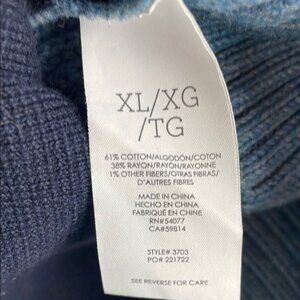 XL/XG
/TG
61% COTTON/ALGODÓN/COTON
38% RAYON/RAYON/RAYONNE
1% OTHER FIBERS/OTRAS FIBRAS/
D'AUTRES FIBRES
MADE IN CHINA
HECHO EN CHINA
FABRIQUÉ EN CHINE
RN#54077
CA#59814
STYLE# 3703
PO# 221722
SEE REVERSE FOR CARE